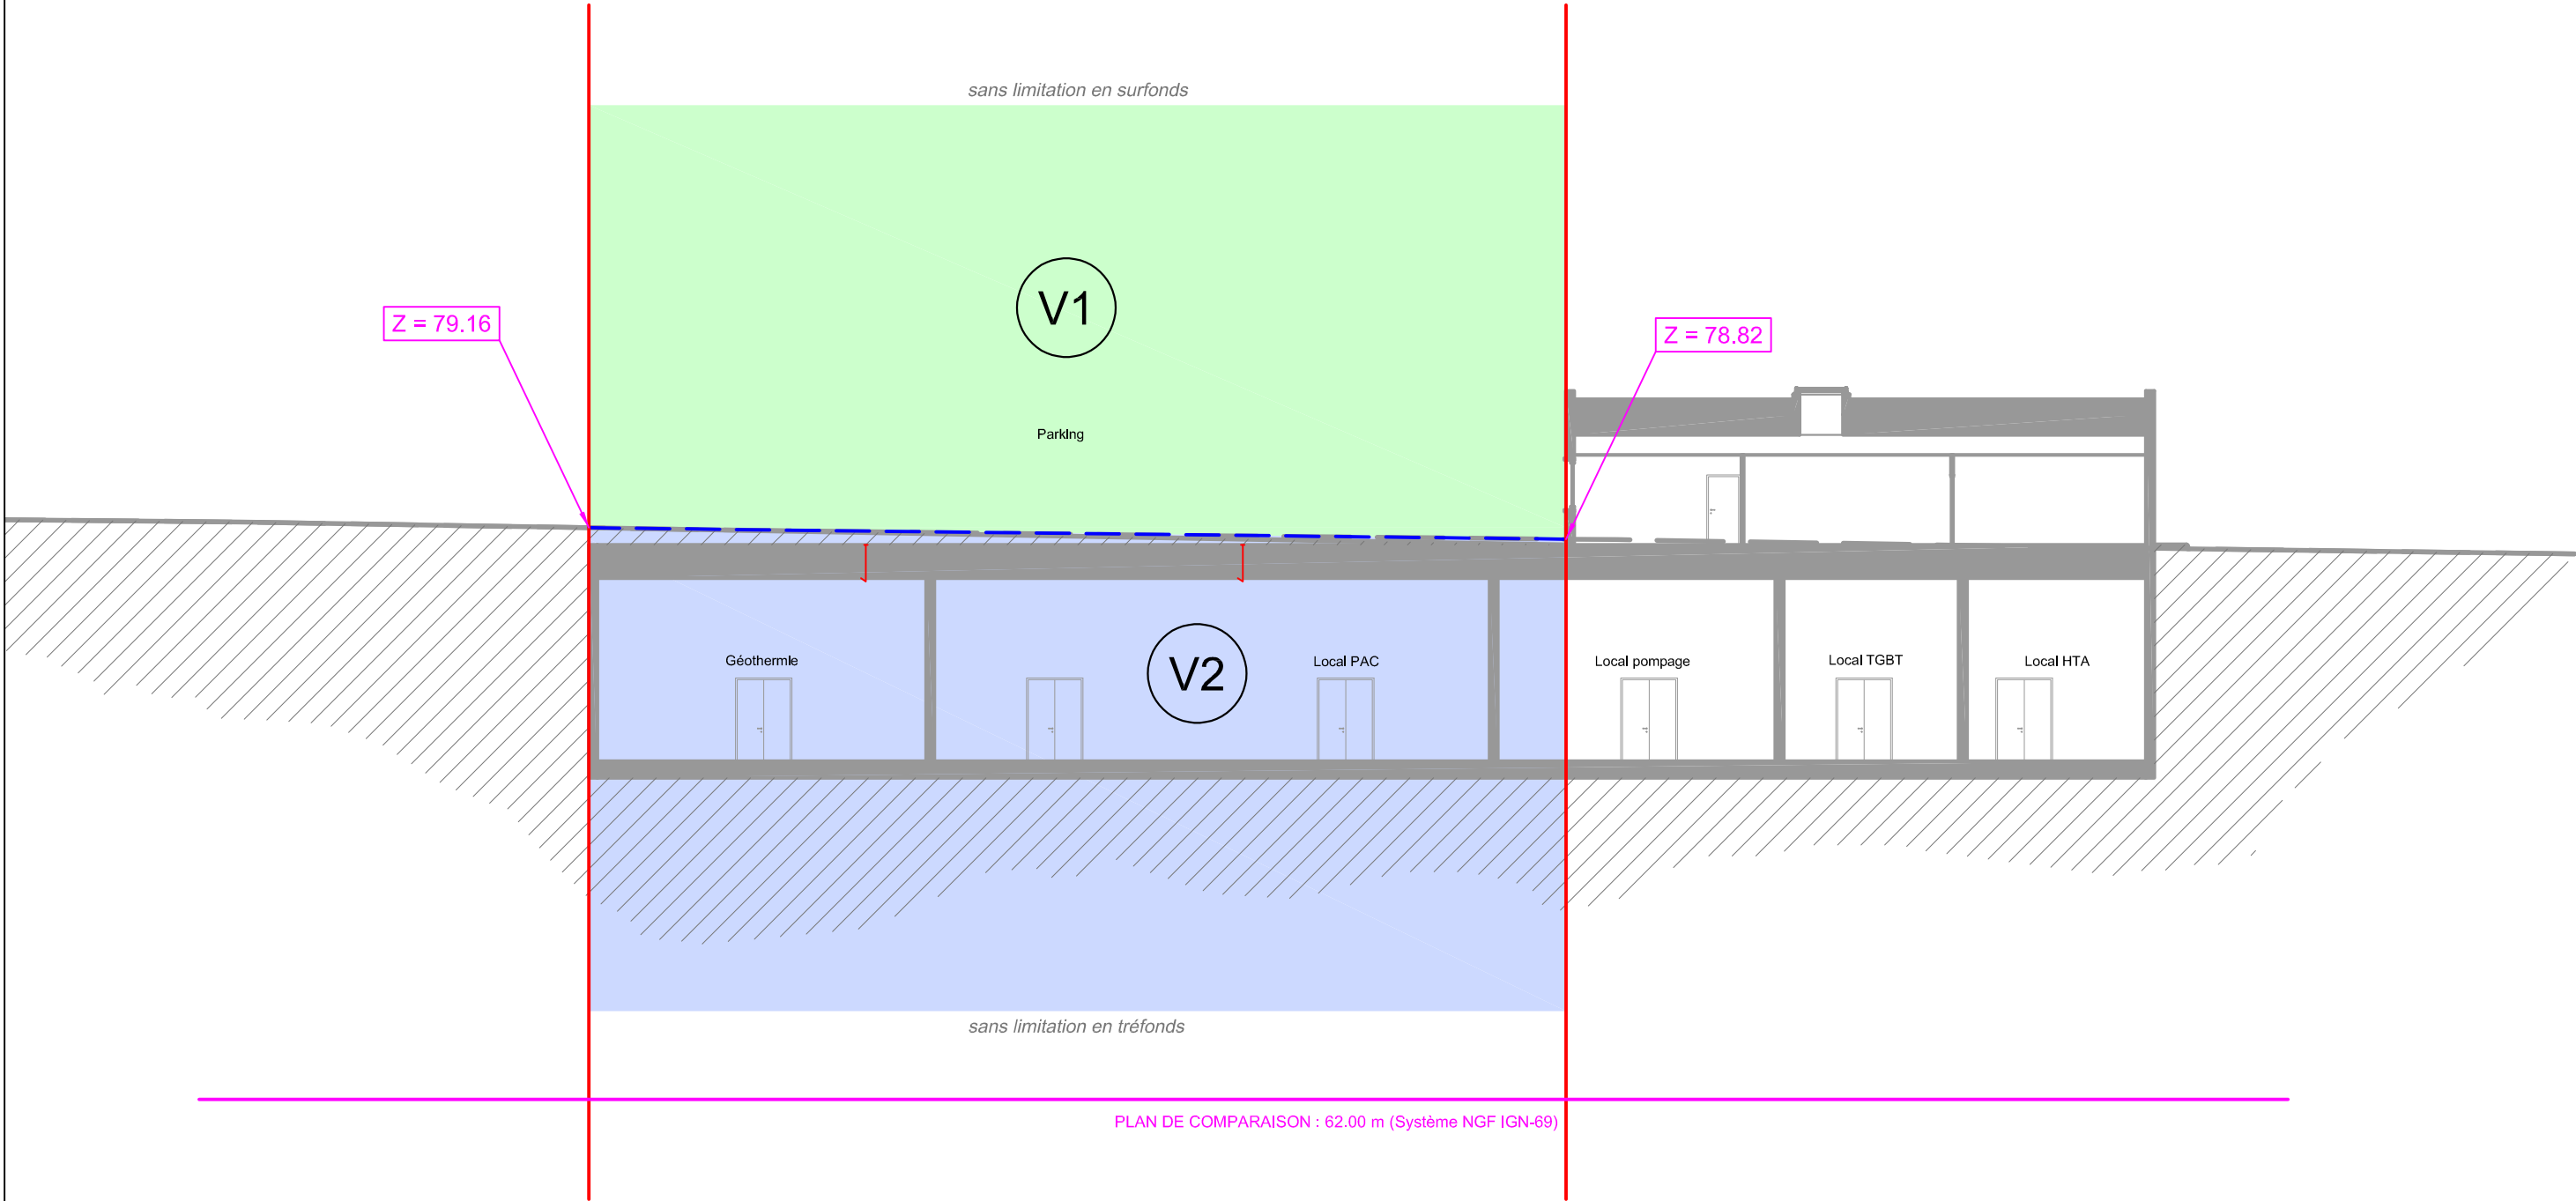 sans limitation en surfonds
V1
Z = 79.16
Z = 78.82
Parking
Géothermie
V2
Local PAC
Local pompage
Local TGBT
Local HTA
sans limitation en tréfonds
PLAN DE COMPARAISON : 62.00 m (Système NGF IGN-69)